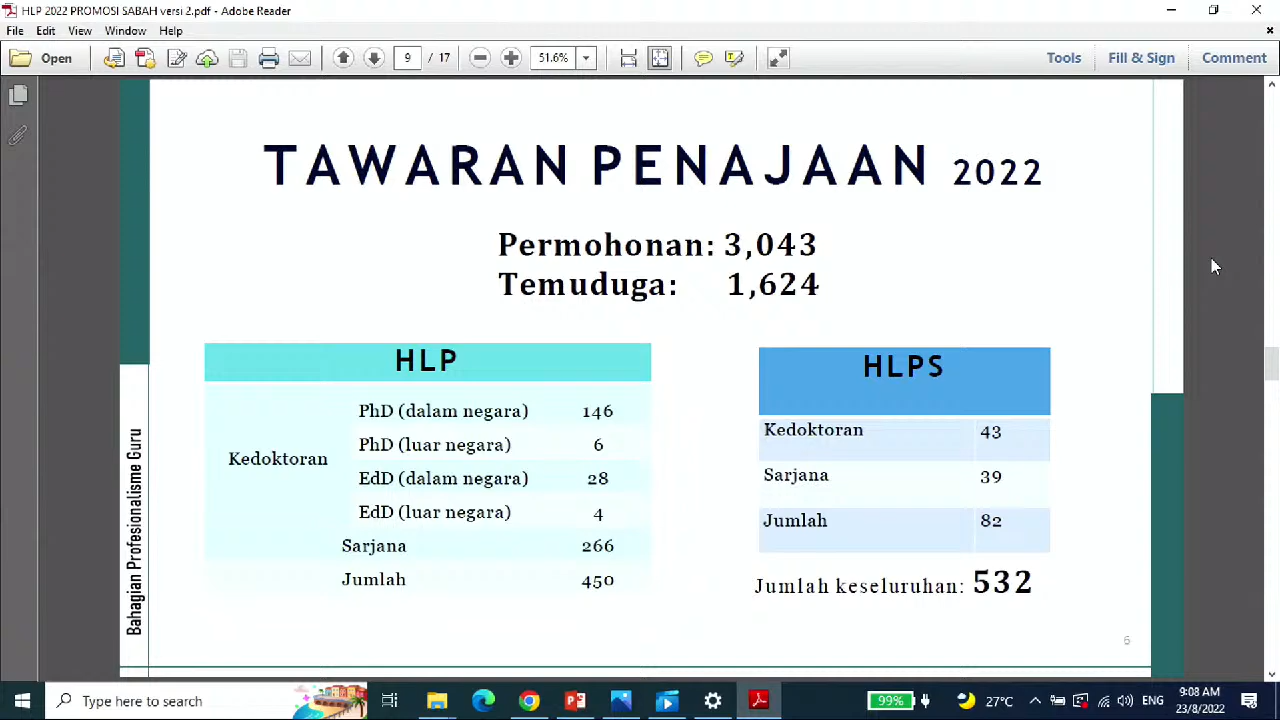 HLP 2022 PROMOSI SABAH versi 2.pdf - Adobe Reader
File Edit View Window Help
Open 9 / 17 51.6% Tools Fill & Sign Comment
TAWARAN PENAJAAN 2022
Permohonan: 3,043
Temuduga: 1,624
HLP
Kedoktoran
PhD (dalam negara) 146
PhD (luar negara) 6
EdD (dalam negara) 28
EdD (luar negara) 4
Sarjana 266
Jumlah 450
HLPS
Kedoktoran 43
Sarjana 39
Jumlah 82
Jumlah keseluruhan: 532
Bahagian Profesionalisme Guru
6
Type here to search
99%
27°C
ENG
9:08 AM
23/8/2022